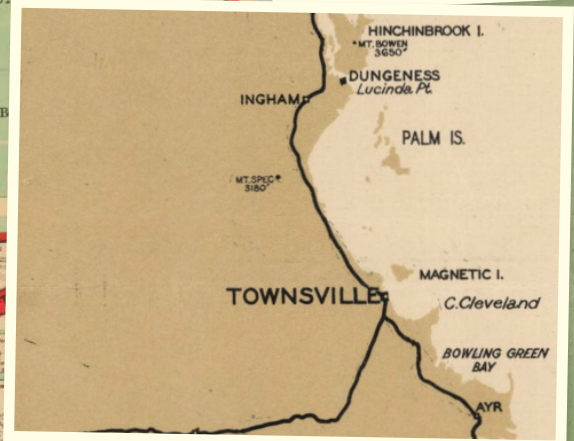 HINCHINBROOK I.
MT. BOWEN
3650'
DUNGENESS
Lucinda Pt.
INGHAM
PALM IS.
MT. SPEC
3180'
MAGNETIC I.
TOWNSVILLE
C. Cleveland
BOWLING GREEN
BAY
AYR